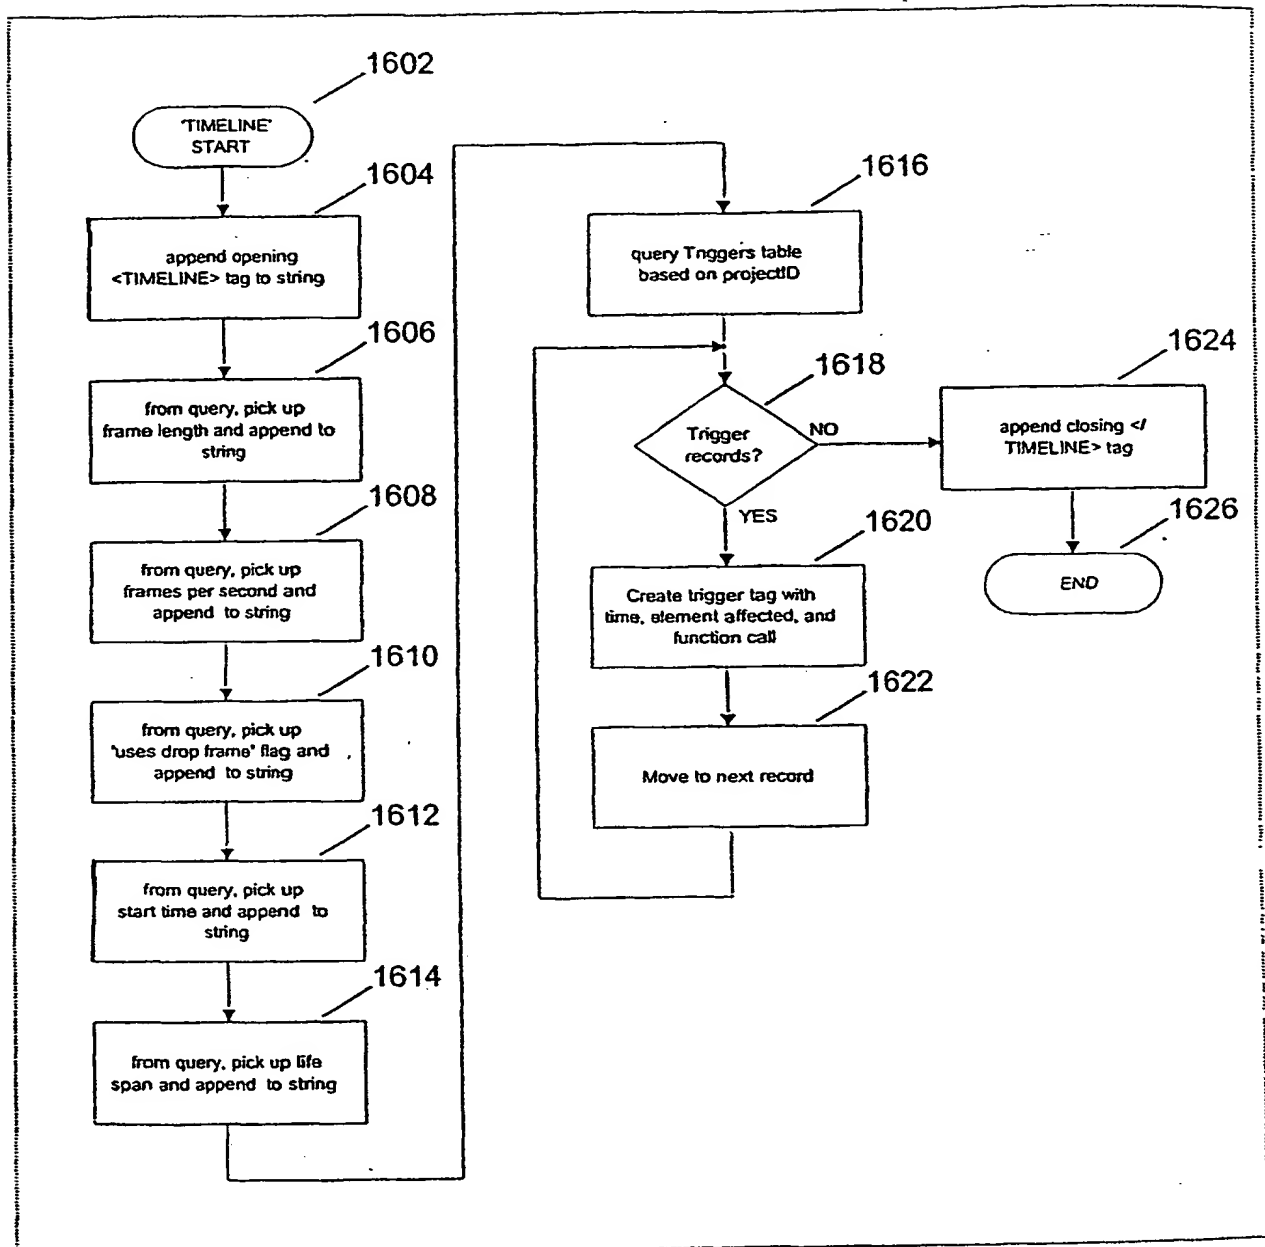 1602
'TIMELINE'
START
1604
append opening
<TIMELINE> tag to string
1606
from query, pick up
frame length and append to
string
1608
from query, pick up
frames per second and
append to string
1610
from query, pick up
'uses drop frame' flag and
append to string
1612
from query, pick up
start time and append to
string
1614
from query, pick up life
span and append to string
1616
query Triggers table
based on projectID
1618
Trigger
records?
NO
YES
1620
Create trigger tag with
time, element affected, and
function call
1622
Move to next record
1624
append closing </
TIMELINE> tag
1626
END